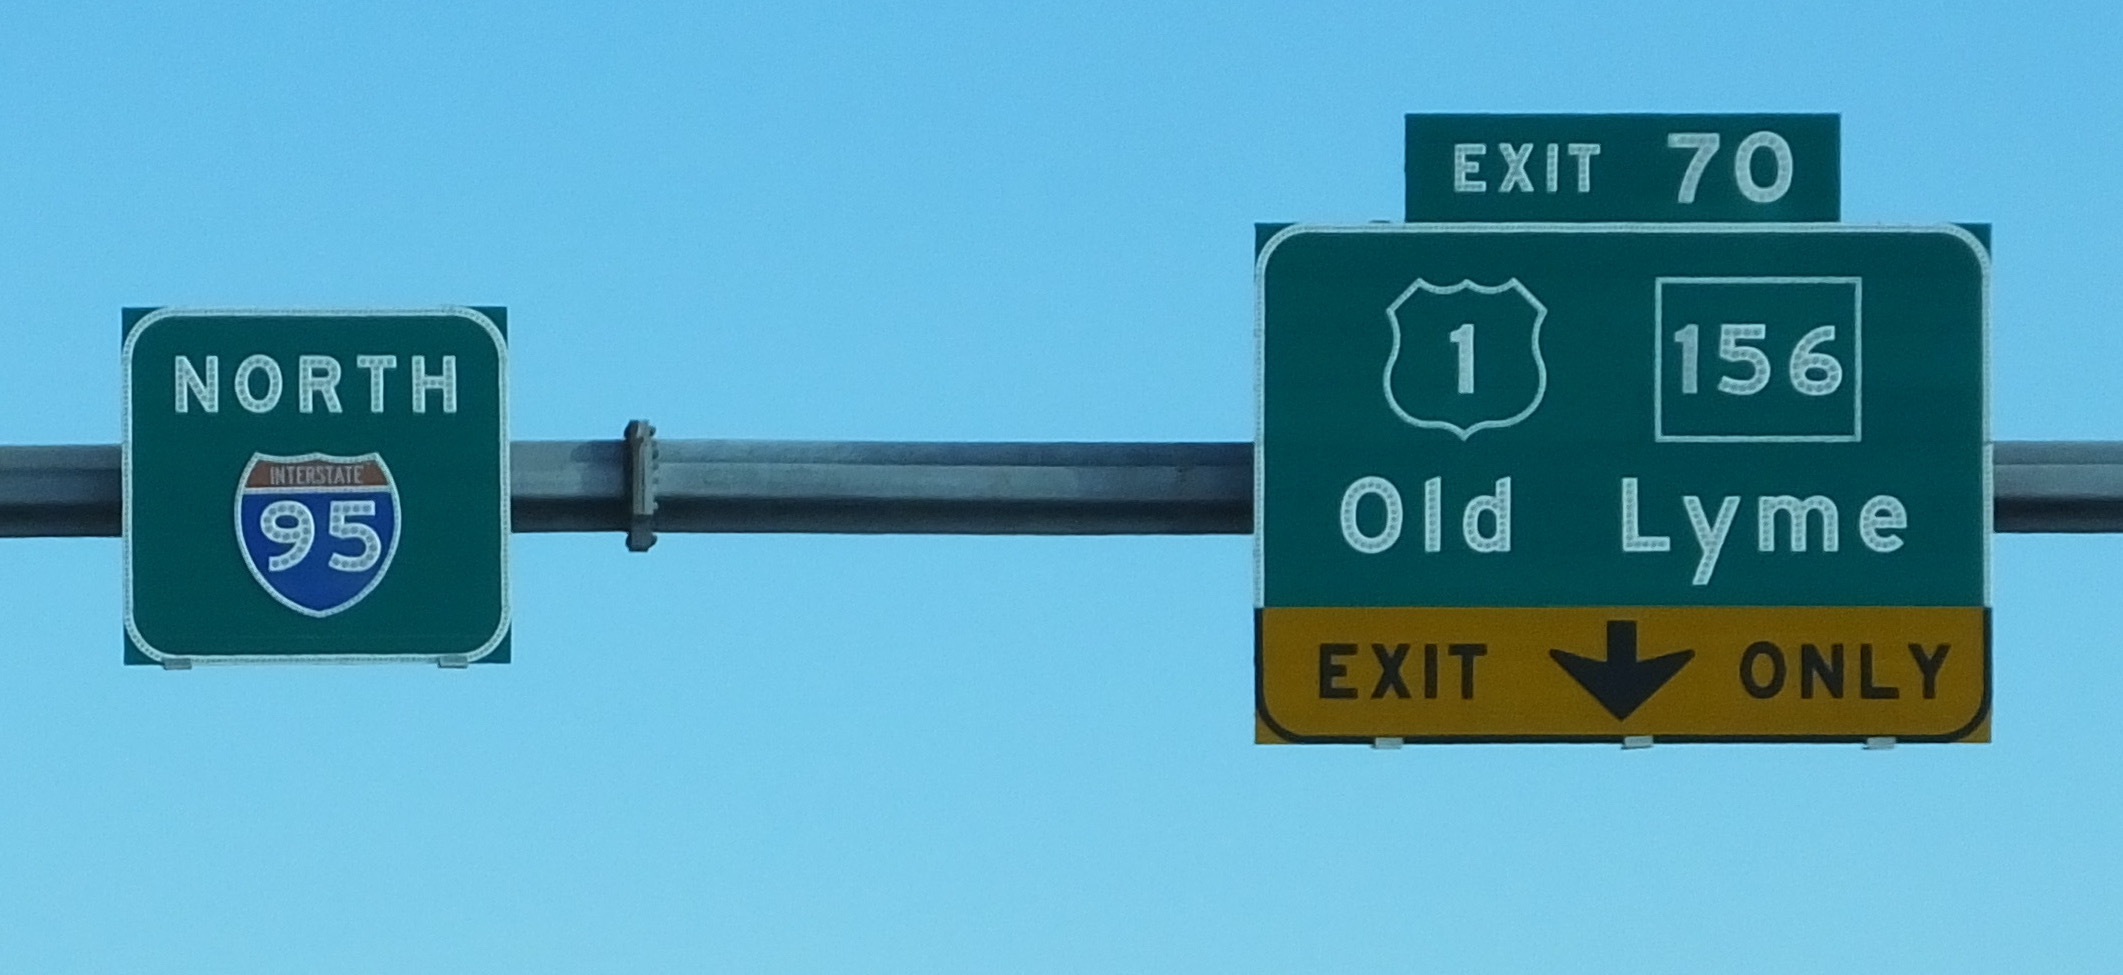 NORTH
INTERSTATE
95
EXIT 70
1 156
Old Lyme
EXIT ONLY